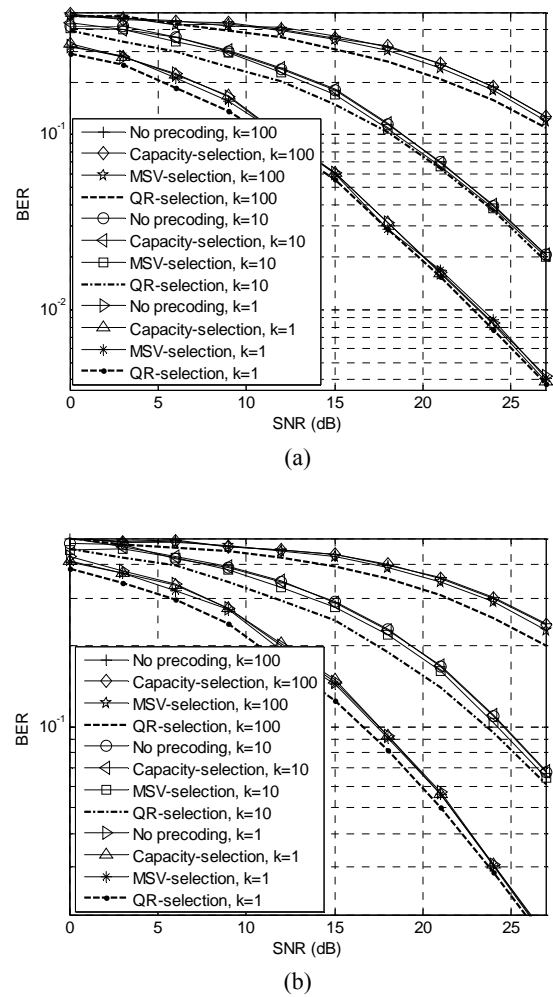 10^-1
10^-2
BER
No precoding, k=100
Capacity-selection, k=100
MSV-selection, k=100
QR-selection, k=100
No precoding, k=10
Capacity-selection, k=10
MSV-selection, k=10
QR-selection, k=10
No precoding, k=1
Capacity-selection, k=1
MSV-selection, k=1
QR-selection, k=1
0 5 10 15 20 25
SNR (dB)
(a)
10^-1
BER
No precoding, k=100
Capacity-selection, k=100
MSV-selection, k=100
QR-selection, k=100
No precoding, k=10
Capacity-selection, k=10
MSV-selection, k=10
QR-selection, k=10
No precoding, k=1
Capacity-selection, k=1
MSV-selection, k=1
QR-selection, k=1
0 5 10 15 20 25
SNR (dB)
(b)